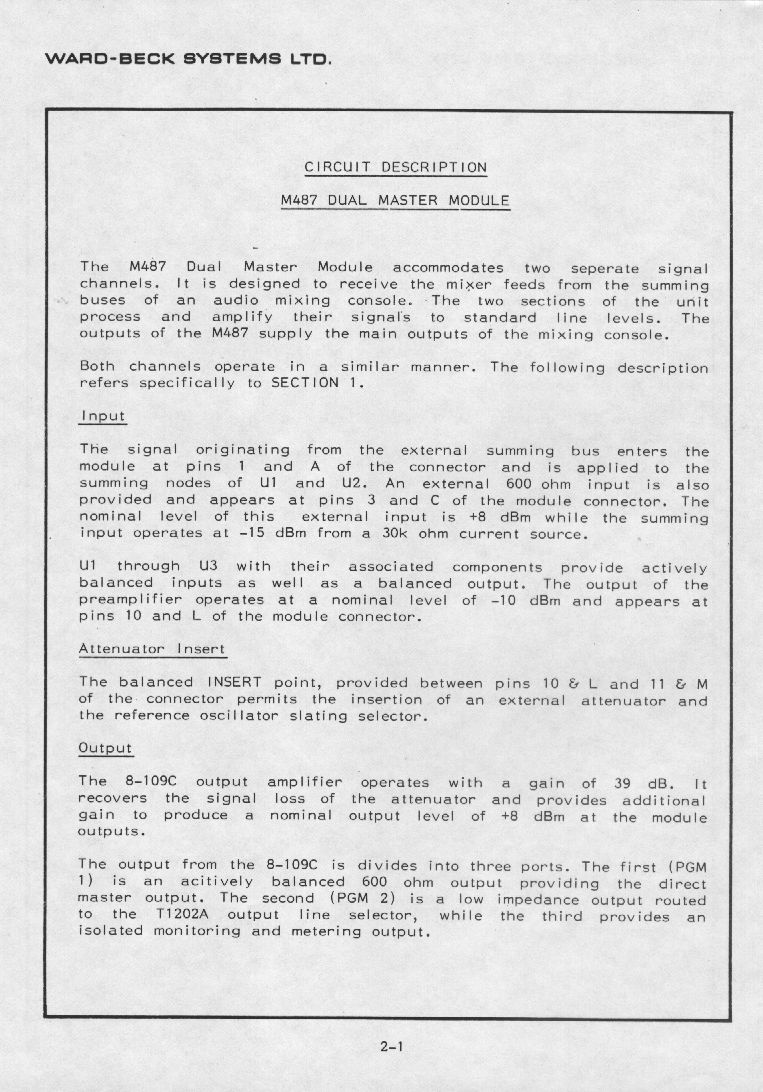 WARD-BECK SYSTEMS LTD.
CIRCUIT DESCRIPTION
M487 DUAL MASTER MODULE
The M487 Dual Master Module accommodates two seperate signal
channels. It is designed to receive the mixer feeds from the summing
buses of an audio mixing console. The two sections of the unit
process and amplify their signals to standard line levels. The
outputs of the M487 supply the main outputs of the mixing console.
Both channels operate in a similar manner. The following description
refers specifically to SECTION 1.
Input
The signal originating from the external summing bus enters the
module at pins 1 and A of the connector and is applied to the
summing nodes of U1 and U2. An external 600 ohm input is also
provided and appears at pins 3 and C of the module connector. The
nominal level of this external input is +8 dBm while the summing
input operates at -15 dBm from a 30k ohm current source.
U1 through U3 with their associated components provide actively
balanced inputs as well as a balanced output. The output of the
preamplifier operates at a nominal level of -10 dBm and appears at
pins 10 and L of the module connector.
Attenuator Insert
The balanced INSERT point, provided between pins 10 & L and 11 & M
of the connector permits the insertion of an external attenuator and
the reference oscillator slating selector.
Output
The 8-109C output amplifier operates with a gain of 39 dB. It
recovers the signal loss of the attenuator and provides additional
gain to produce a nominal output level of +8 dBm at the module
outputs.
The output from the 8-109C is divides into three ports. The first (PGM
1) is an acitively balanced 600 ohm output providing the direct
master output. The second (PGM 2) is a low impedance output routed
to the T1202A output line selector, while the third provides an
isolated monitoring and metering output.
2-1